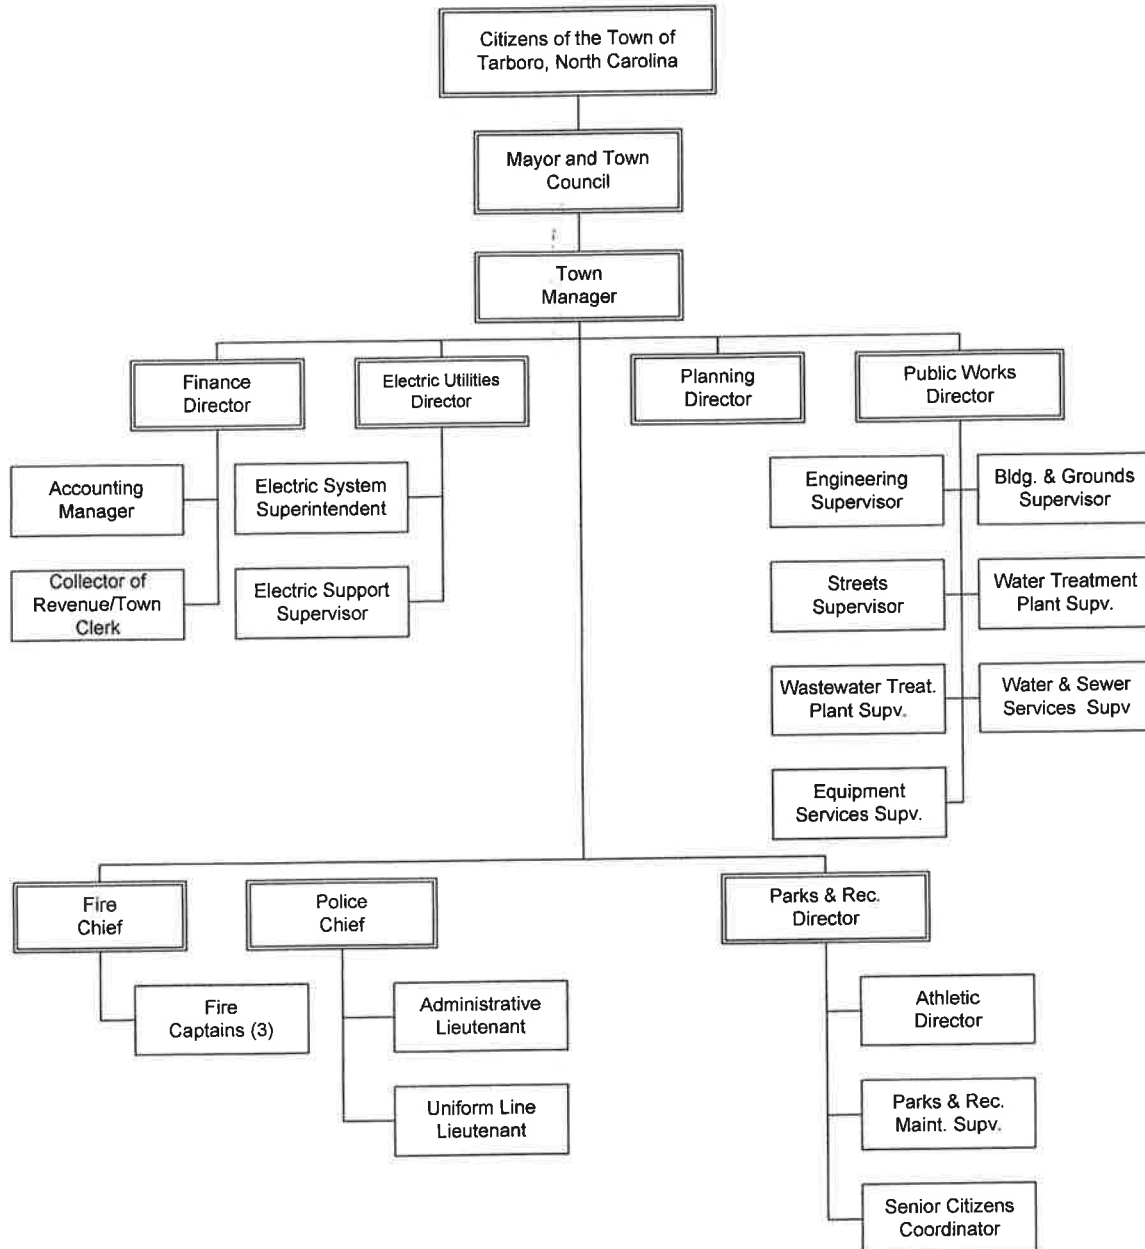 Citizens of the Town of
Tarboro, North Carolina
Mayor and Town
Council
Town
Manager
Finance
Director
Electric Utilities
Director
Planning
Director
Public Works
Director
Accounting
Manager
Electric System
Superintendent
Engineering
Supervisor
Bldg. & Grounds
Supervisor
Collector of
Revenue/Town
Clerk
Electric Support
Supervisor
Streets
Supervisor
Water Treatment
Plant Supv.
Wastewater Treat.
Plant Supv.
Water & Sewer
Services Supv
Equipment
Services Supv.
Fire
Chief
Police
Chief
Parks & Rec.
Director
Fire
Captains (3)
Administrative
Lieutenant
Athletic
Director
Uniform Line
Lieutenant
Parks & Rec.
Maint. Supv.
Senior Citizens
Coordinator